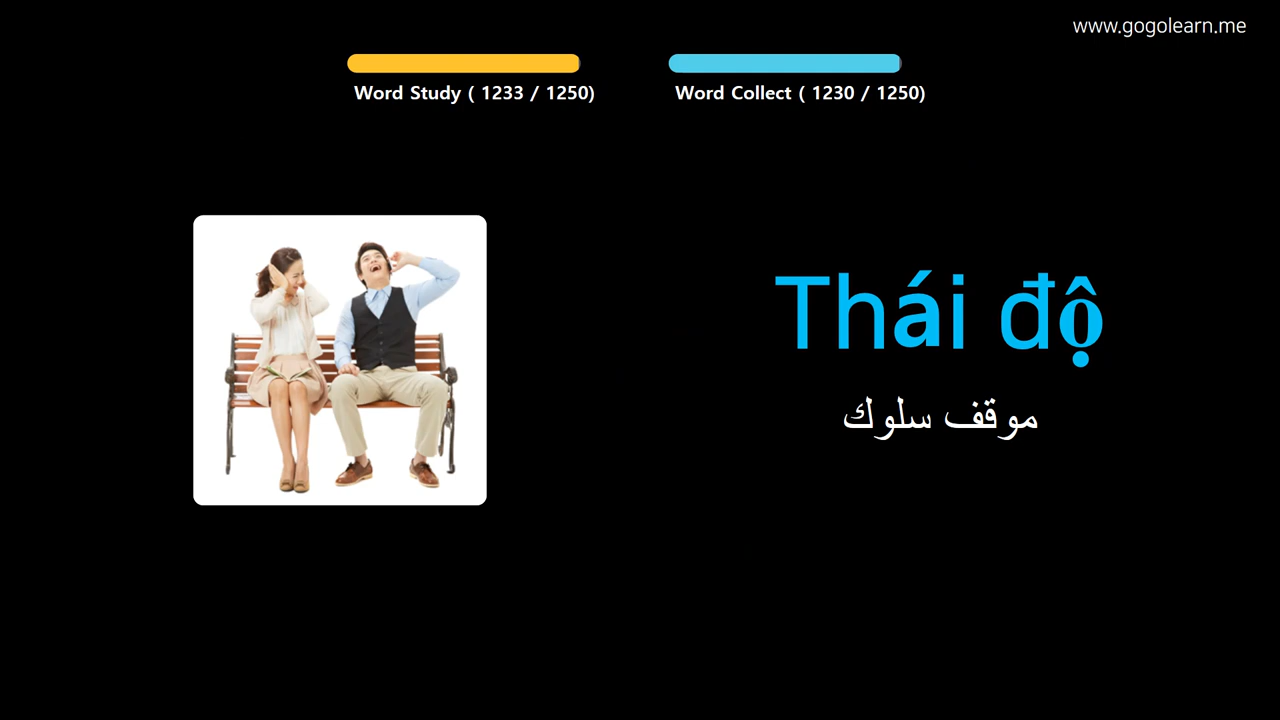 www.gogolearn.me
Word Study ( 1233 / 1250)
Word Collect ( 1230 / 1250)
Thái độ
موقف سلوك